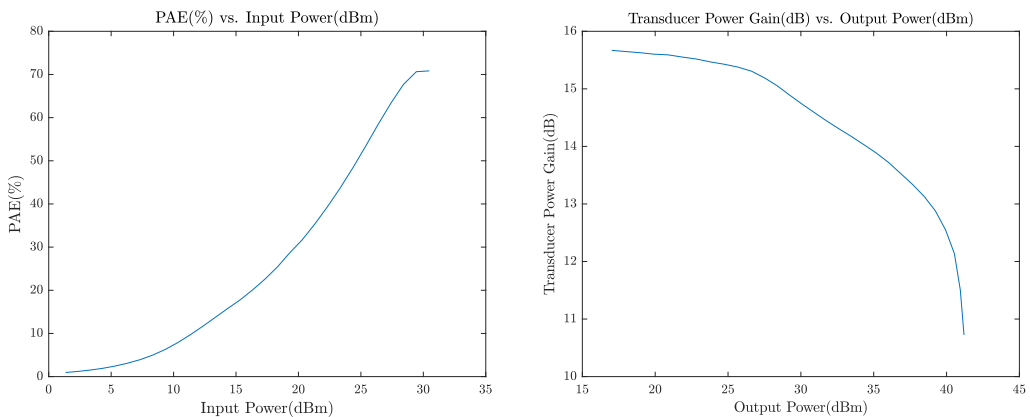 PAE(%) vs. Input Power(dBm)
80
70
60
50
40
30
20
10
0
PAE(%)
0 5 10 15 20 25 30 35
Input Power(dBm)
Transducer Power Gain(dB) vs. Output Power(dBm)
16
15
14
13
12
11
10
Transducer Power Gain(dB)
15 20 25 30 35 40 45
Output Power(dBm)